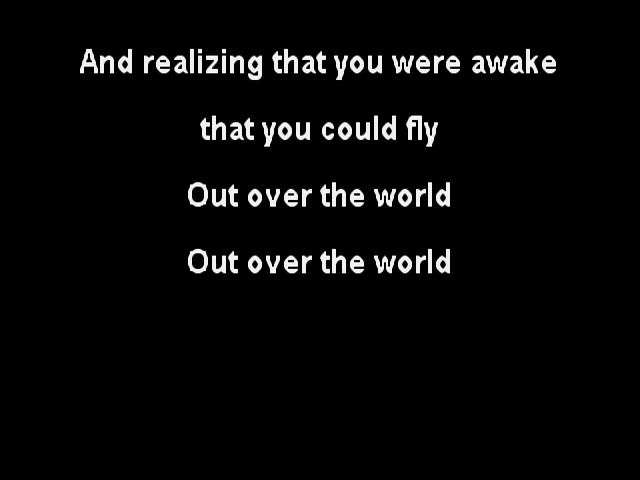 And realizing that you were awake
that you could fly
Out over the world
Out over the world